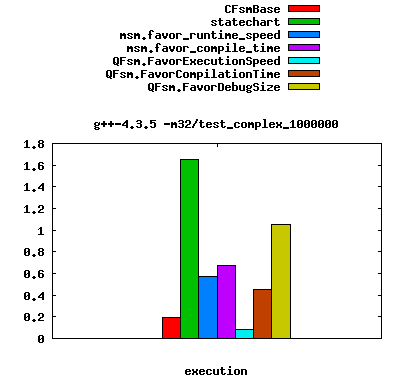 CFsmBase
statechart
msm.favor_runtime_speed
msm.favor_compile_time
QFsm.FavorExecutionSpeed
QFsm.FavorCompilationTime
QFsm.FavorDebugSize
g++-4.3.5 -m32/test_complex_1000000
1.8
1.6
1.4
1.2
1
0.8
0.6
0.4
0.2
0
execution